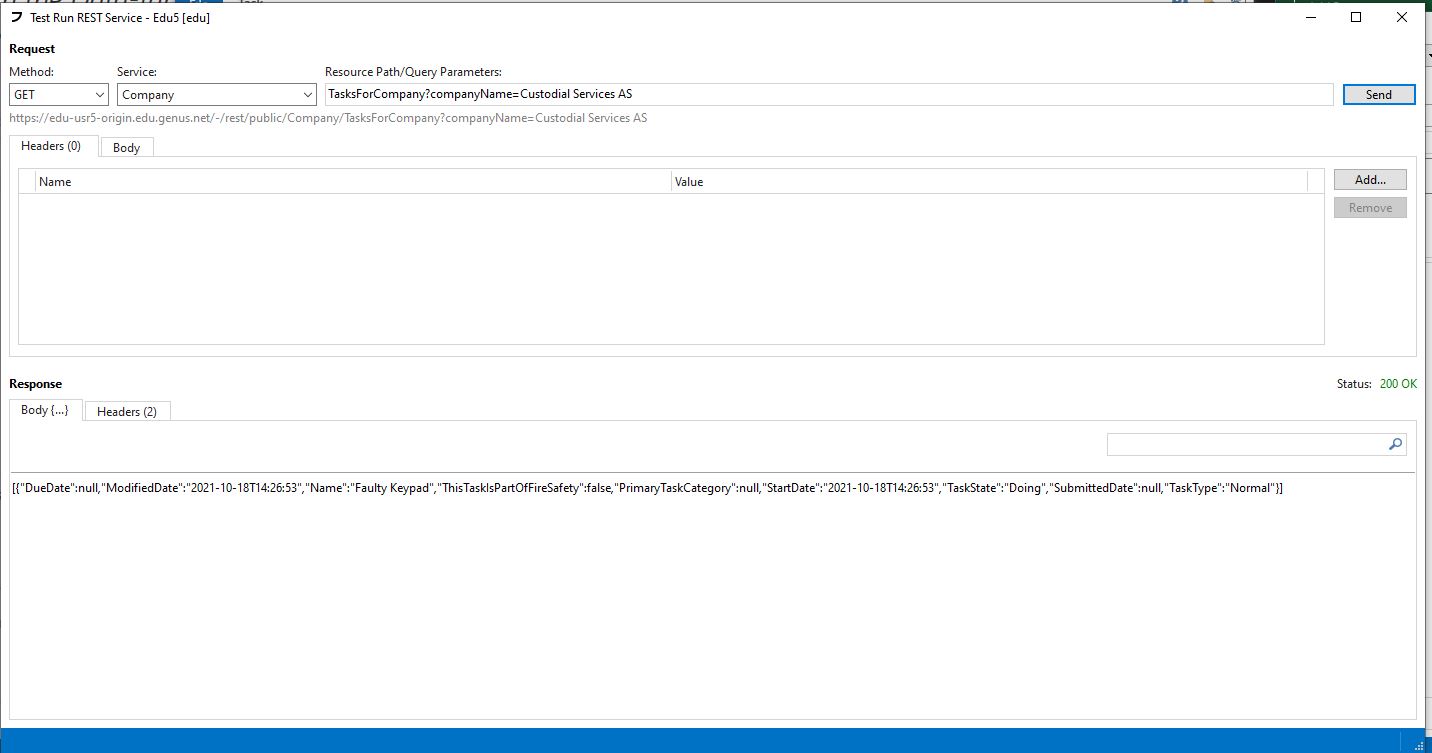 Test Run REST Service - Edu5 [edu]
Request
Method: Service: Resource Path/Query Parameters:
GET Company TasksForCompany?companyName=Custodial Services AS Send
https://edu-usr5-origin.edu.genus.net/-/rest/public/Company/TasksForCompany?companyName=Custodial Services AS
Headers (0) Body
Name Value Add...
Remove
Response Status: 200 OK
Body {...} Headers (2)
[{"DueDate":null,"ModifiedDate":"2021-10-18T14:26:53","Name":"Faulty Keypad","ThisTaskIsPartOfFireSafety":false,"PrimaryTaskCategory":null,"StartDate":"2021-10-18T14:26:53","TaskState":"Doing","SubmittedDate":null,"TaskType":"Normal"}]